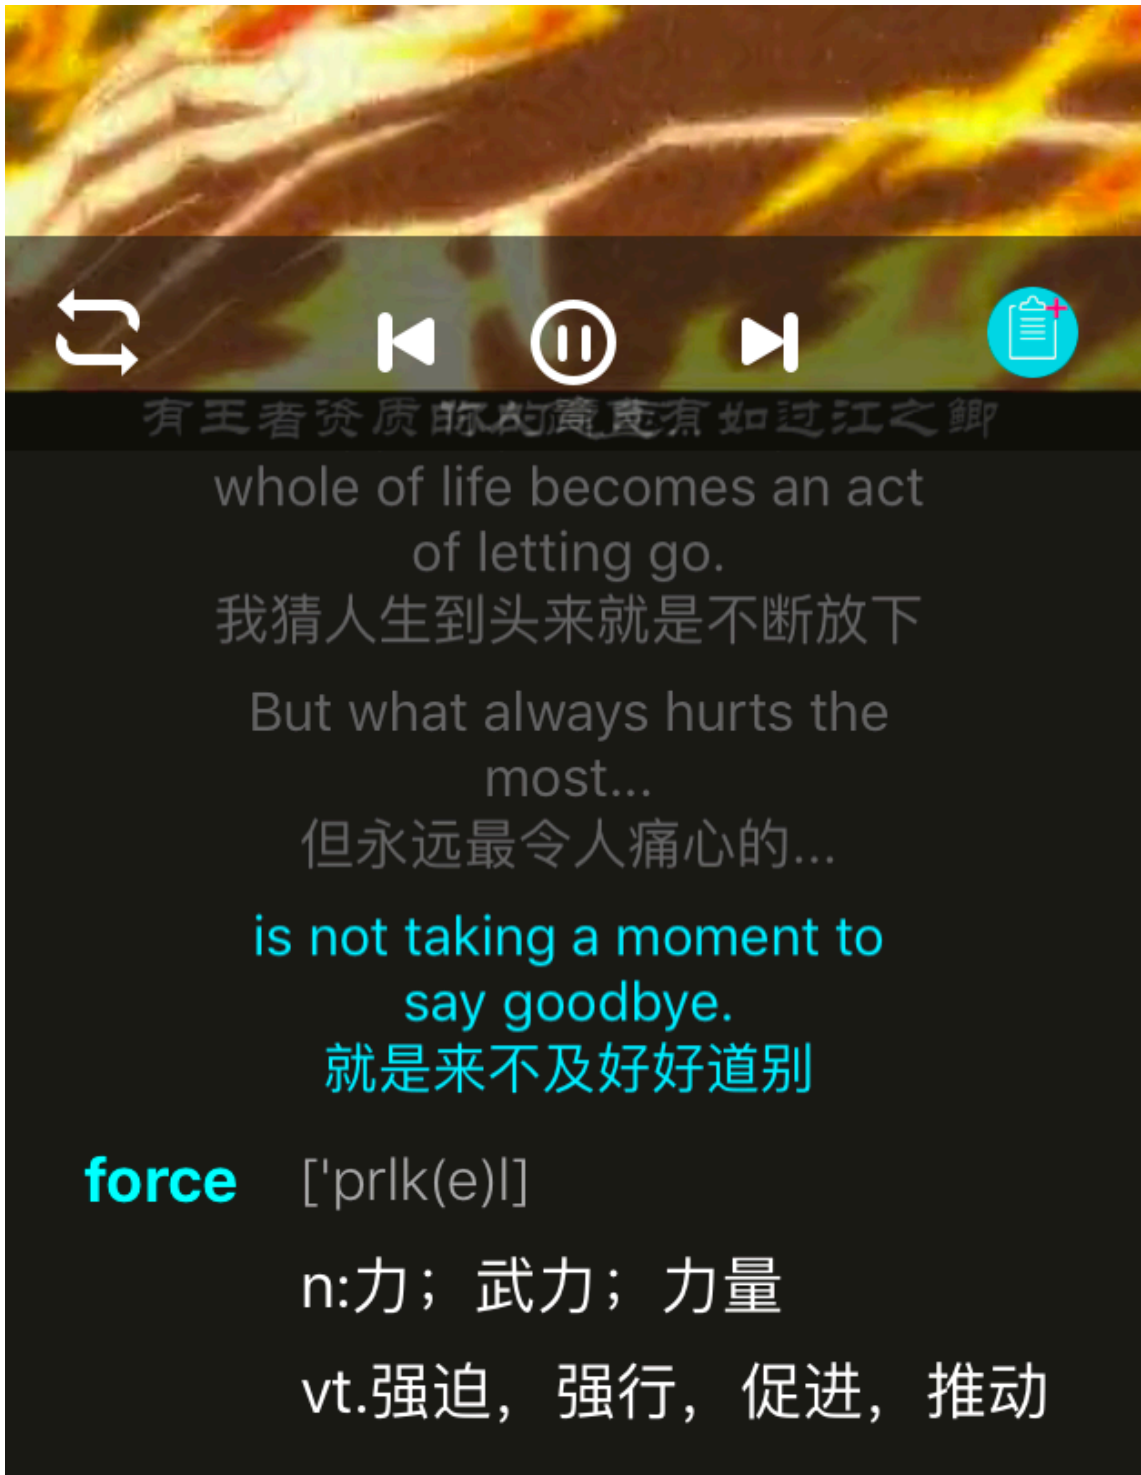 whole of life becomes an act
of letting go.
我猜人生到头来就是不断放下
But what always hurts the
most...
但永远最令人痛心的...
is not taking a moment to
say goodbye.
就是来不及好好道别
force ['prlk(e)l]
n:力；武力；力量
vt.强迫，强行，促进，推动